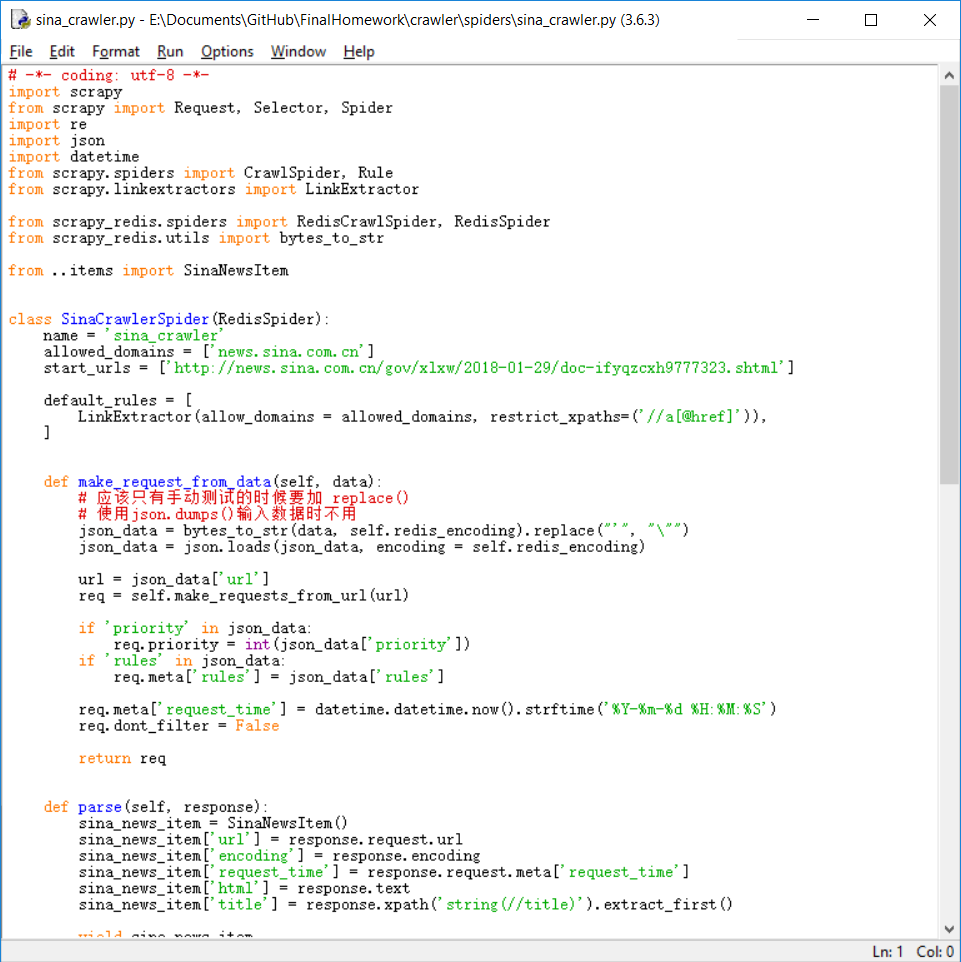 sina_crawler.py - E:\Documents\GitHub\FinalHomework\crawler\spiders\sina_crawler.py (3.6.3)
File Edit Format Run Options Window Help
# -*- coding: utf-8 -*-
import scrapy
from scrapy import Request, Selector, Spider
import re
import json
import datetime
from scrapy.spiders import CrawlSpider, Rule
from scrapy.linkextractors import LinkExtractor
from scrapy_redis.spiders import RedisCrawlSpider, RedisSpider
from scrapy_redis.utils import bytes_to_str
from ..items import SinaNewsItem
class SinaCrawlerSpider(RedisSpider):
    name = 'sina_crawler'
    allowed_domains = ['news.sina.com.cn']
    start_urls = ['http://news.sina.com.cn/gov/xlxw/2018-01-29/doc-ifyqzcxh9777323.shtml']
    default_rules = [
        LinkExtractor(allow_domains = allowed_domains, restrict_xpaths=('//a[@href]')),
    ]
    def make_request_from_data(self, data):
        # 应该只有手动测试的时候要加 replace()
        # 使用json.dumps()输入数据时不用
        json_data = bytes_to_str(data, self.redis_encoding).replace("'", "\"")
        json_data = json.loads(json_data, encoding = self.redis_encoding)
        url = json_data['url']
        req = self.make_requests_from_url(url)
        if 'priority' in json_data:
            req.priority = int(json_data['priority'])
        if 'rules' in json_data:
            req.meta['rules'] = json_data['rules']
        req.meta['request_time'] = datetime.datetime.now().strftime('%Y-%m-%d %H:%M:%S')
        req.dont_filter = False
        return req
    def parse(self, response):
        sina_news_item = SinaNewsItem()
        sina_news_item['url'] = response.request.url
        sina_news_item['encoding'] = response.encoding
        sina_news_item['request_time'] = response.request.meta['request_time']
        sina_news_item['html'] = response.text
        sina_news_item['title'] = response.xpath('string(//title)').extract_first()
        yield sina_news_item
Ln: 1 Col: 0